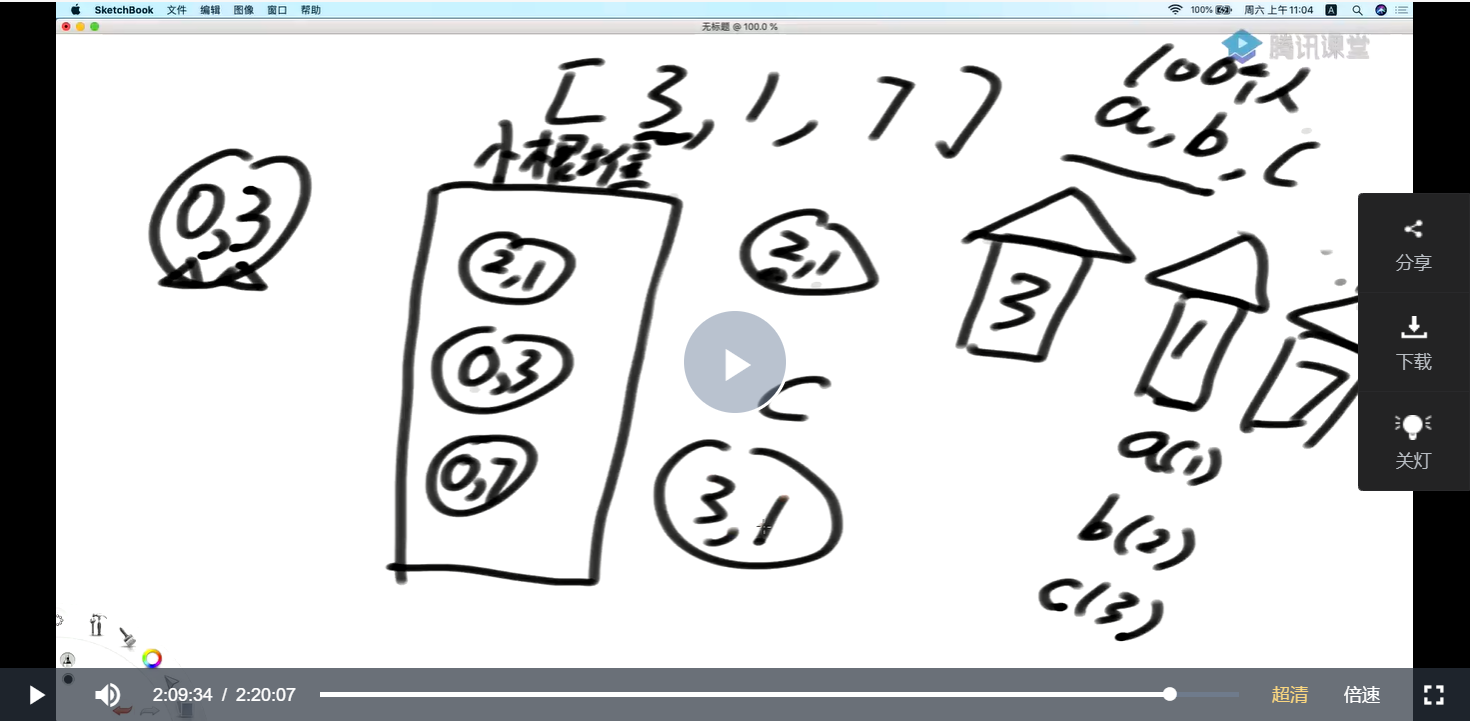 SketchBook 文件 编辑 图像 窗口 帮助 100% 周六 上午11:04 A
无标题 @ 100.0 %
腾讯课堂
[3, 1, 7]
100个人
a, b, c
小根堆
0,3
2,1
2,1
3
1
7
0,3
c
0,7
3,1
a(1)
b(2)
c(3)
分享
下载
关灯
2:09:34 / 2:20:07 超清 倍速